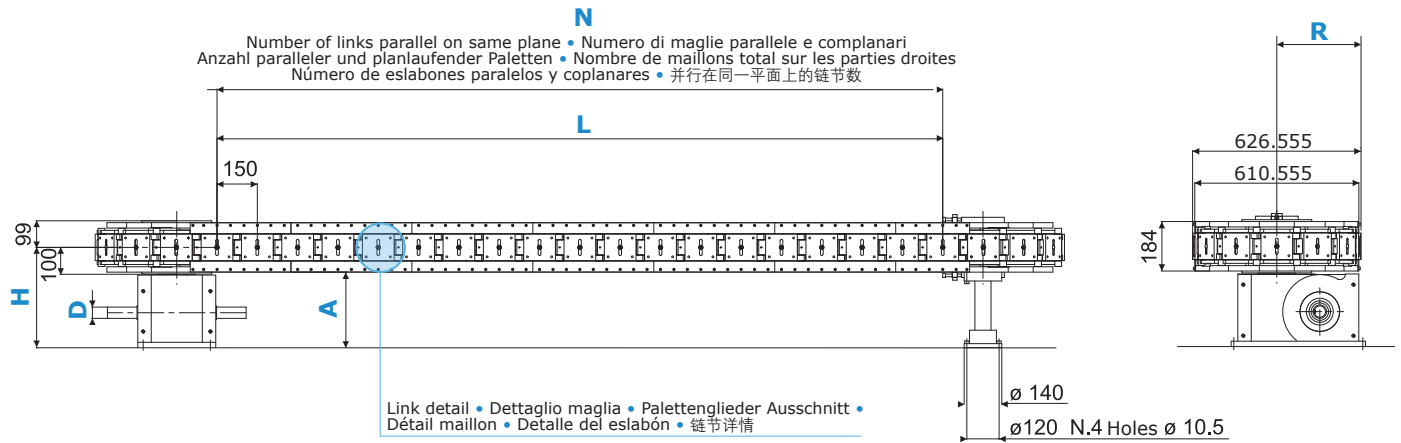 N
Number of links parallel on same plane • Numero di maglie parallele e complanari
Anzahl paralleler und planlaufender Paletten • Nombre de maillons total sur les parties droites
Número de eslabones paralelos y coplanares • 并行在同一平面上的链节数
R
L
626.555
150
610.555
99
184
100
H
D
A
Link detail • Dettaglio maglia • Palettenglieder Ausschnitt •
Détail maillon • Detalle del eslabón • 链节详情
ø 140
ø120 N.4 Holes ø 10.5